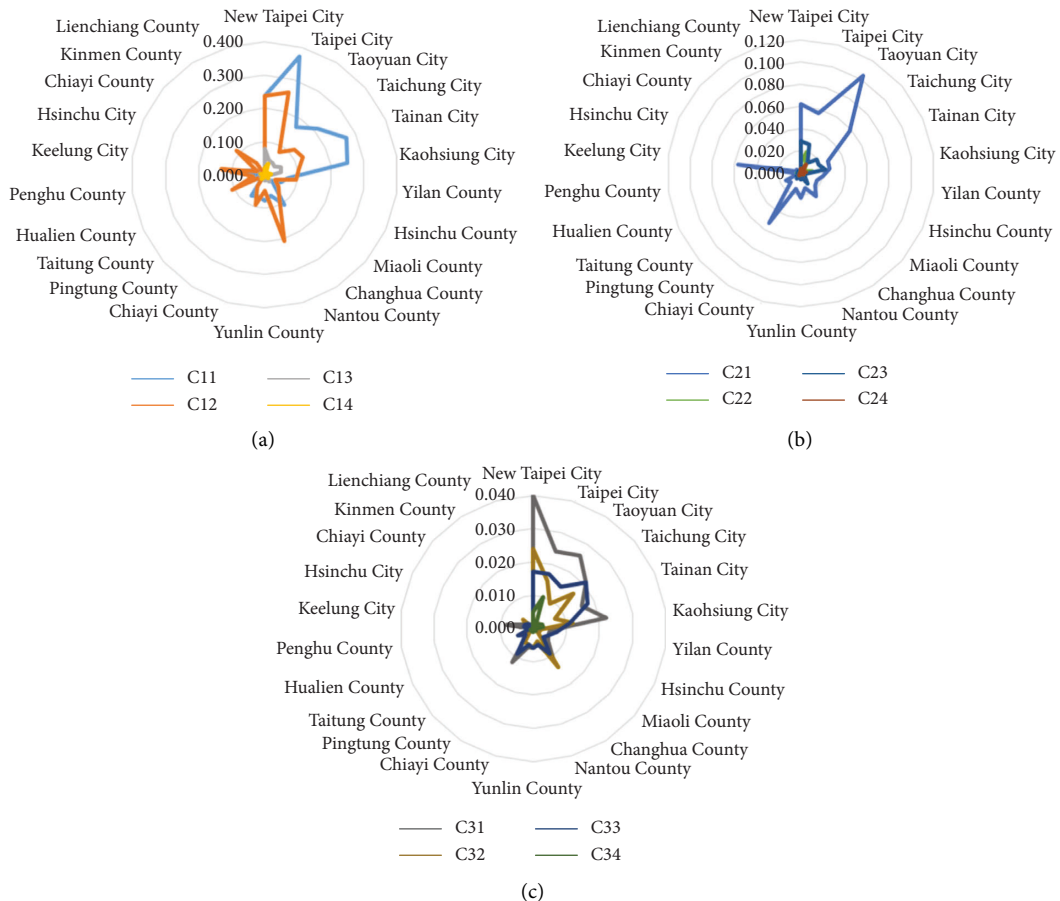 New Taipei City
Taipei City
Taoyuan City
Taichung City
Tainan City
Kaohsiung City
Yilan County
Hsinchu County
Miaoli County
Changhua County
Nantou County
Yunlin County
Chiayi County
Pingtung County
Taitung County
Hualien County
Penghu County
Keelung City
Hsinchu City
Chiayi County
Kinmen County
Lienchiang County
0.400
0.300
0.200
0.100
0.000
C11
C13
C12
C14
(a)
New Taipei City
Taipei City
Taoyuan City
Taichung City
Tainan City
Kaohsiung City
Yilan County
Hsinchu County
Miaoli County
Changhua County
Nantou County
Yunlin County
Chiayi County
Pingtung County
Taitung County
Hualien County
Penghu County
Keelung City
Hsinchu City
Chiayi County
Kinmen County
Lienchiang County
0.120
0.100
0.080
0.060
0.040
0.020
0.000
C21
C23
C22
C24
(b)
New Taipei City
Taipei City
Taoyuan City
Taichung City
Tainan City
Kaohsiung City
Yilan County
Hsinchu County
Miaoli County
Changhua County
Nantou County
Yunlin County
Chiayi County
Pingtung County
Taitung County
Hualien County
Penghu County
Keelung City
Hsinchu City
Chiayi County
Kinmen County
Lienchiang County
0.040
0.030
0.020
0.010
0.000
C31
C33
C32
C34
(c)